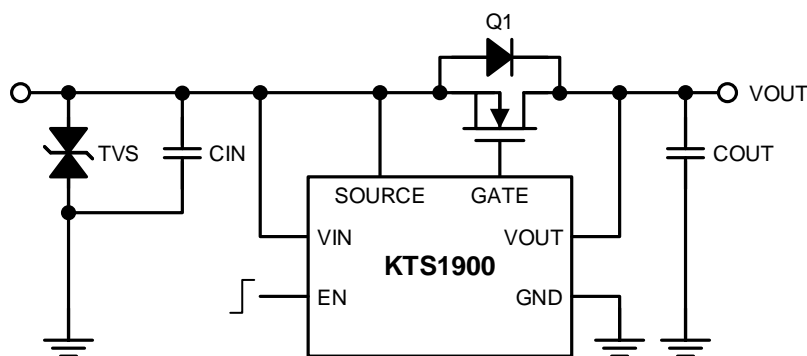 Q1
VOUT
TVS
CIN
COUT
SOURCE
GATE
VIN
VOUT
KTS1900
EN
GND